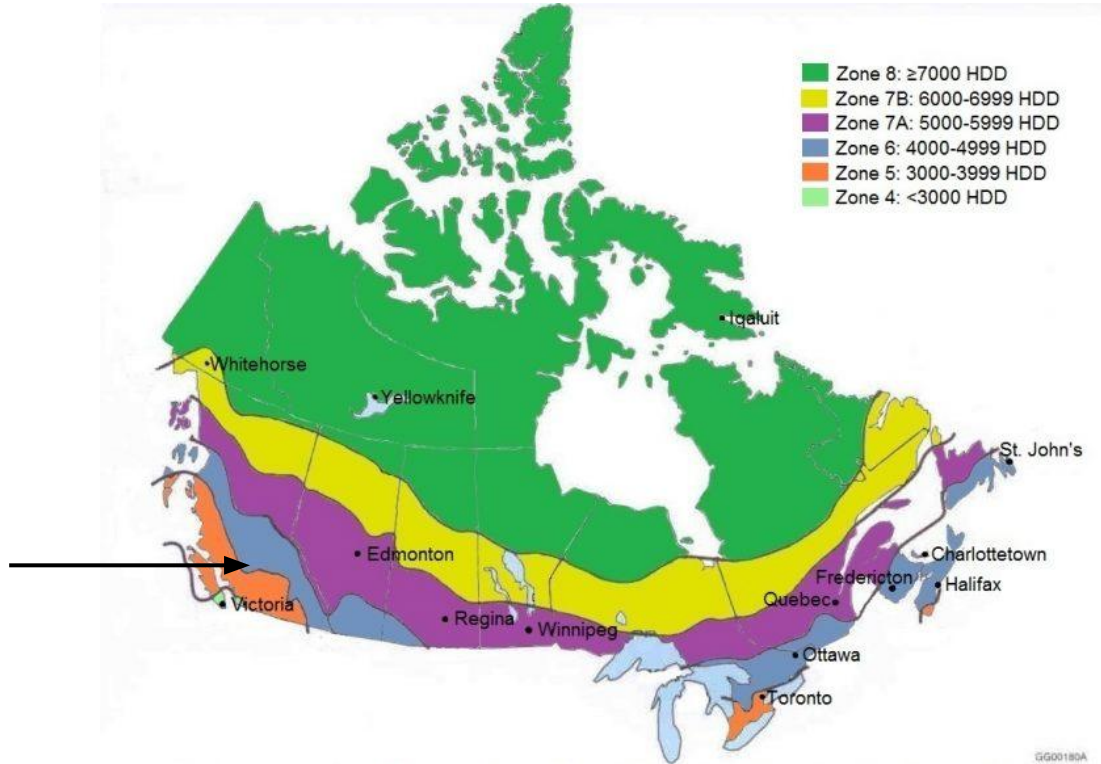 Zone 8: ≥7000 HDD
Zone 7B: 6000-6999 HDD
Zone 7A: 5000-5999 HDD
Zone 6: 4000-4999 HDD
Zone 5: 3000-3999 HDD
Zone 4: <3000 HDD
Iqaluit
Whitehorse
Yellowknife
St. John's
Edmonton
Charlottetown
Fredericton
Halifax
Victoria
Quebec
Regina
Winnipeg
Ottawa
Toronto
GG00180A